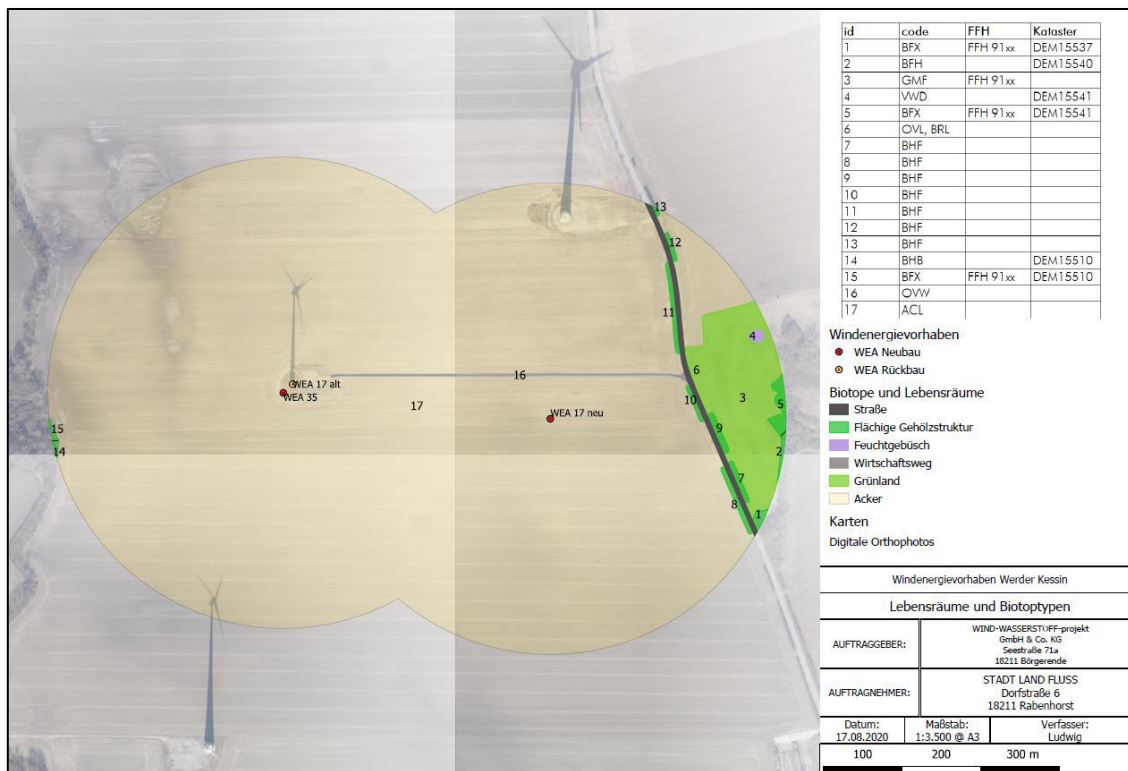 id code FFH Kataster
1 BFX FFH 91xx DEM15537
2 BFH DEM15540
3 GMF FFH 91xx
4 VWD DEM15541
5 BFX FFH 91xx DEM15541
6 OVL, BRL
7 BHF
8 BHF
9 BHF
10 BHF
11 BHF
12 BHF
13 BHF
14 BHB DEM15510
15 BFX FFH 91xx DEM15510
16 OVW
17 ACL
13
12
11
4
6
16
WEA 17 alt
WEA 35
17
3
10
5
WEA 17 neu
15
9
14
2
7
8
1
Windenergievorhaben
WEA Neubau
WEA Rückbau
Biotope und Lebensräume
Straße
Flächige Gehölzstruktur
Feuchtgebüsch
Wirtschaftsweg
Grünland
Acker
Karten
Digitale Orthophotos
Windenergievorhaben Werder Kessin
Lebensräume und Biotoptypen
AUFTRAGGEBER:
WIND-WASSERSTOFF-projekt
GmbH & Co. KG
Seestraße 71a
18211 Börgerende
AUFTRAGNEHMER:
STADT LAND FLUSS
Dorfstraße 6
18211 Rabenhorst
Datum: Maßstab: Verfasser:
17.08.2020 1:3.500 @ A3 Ludwig
100 200 300 m